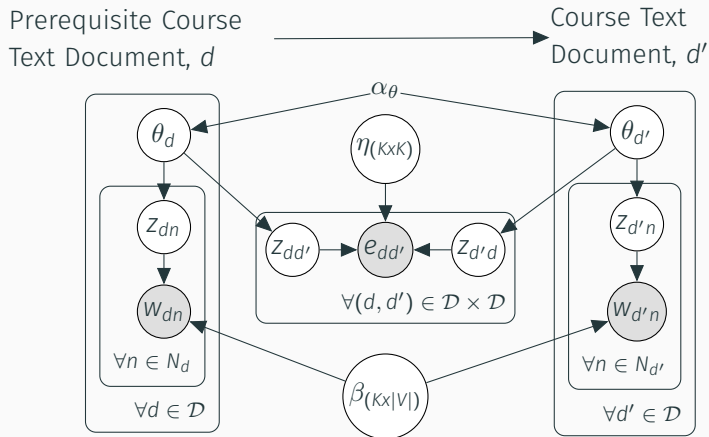 Prerequisite Course
Text Document, d
Course Text
Document, d′
α_θ
θ_d
η_(KxK)
θ_d′
z_dn
z_dd′
e_dd′
z_d′d
z_d′n
w_dn
∀(d, d′) ∈ 𝒟 × 𝒟
w_d′n
∀n ∈ N_d
β_(Kx|V|)
∀n ∈ N_d′
∀d ∈ 𝒟
∀d′ ∈ 𝒟